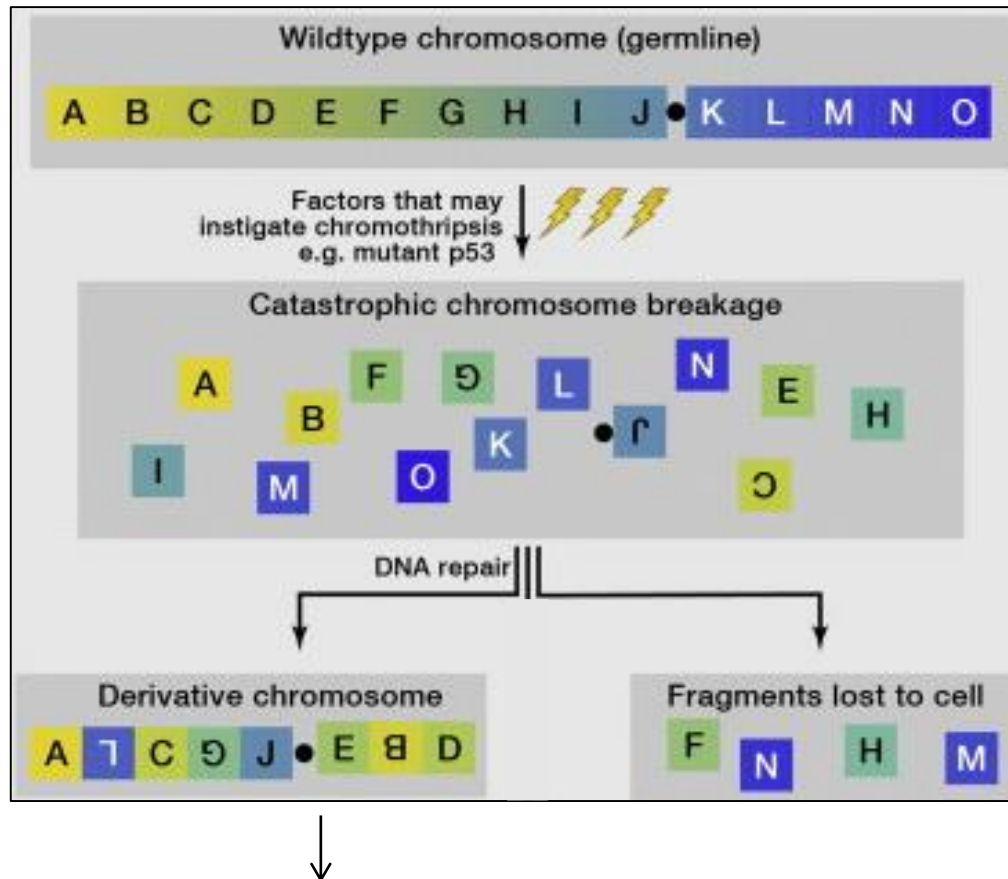 Wildtype chromosome (germline)
A B C D E F G H I J K L M N O
Factors that may
instigate chromothripsis
e.g. mutant p53
Catastrophic chromosome breakage
A B F G L N E H
I M O K J C
DNA repair
Derivative chromosome
A L C G J E B D
Fragments lost to cell
F N H M